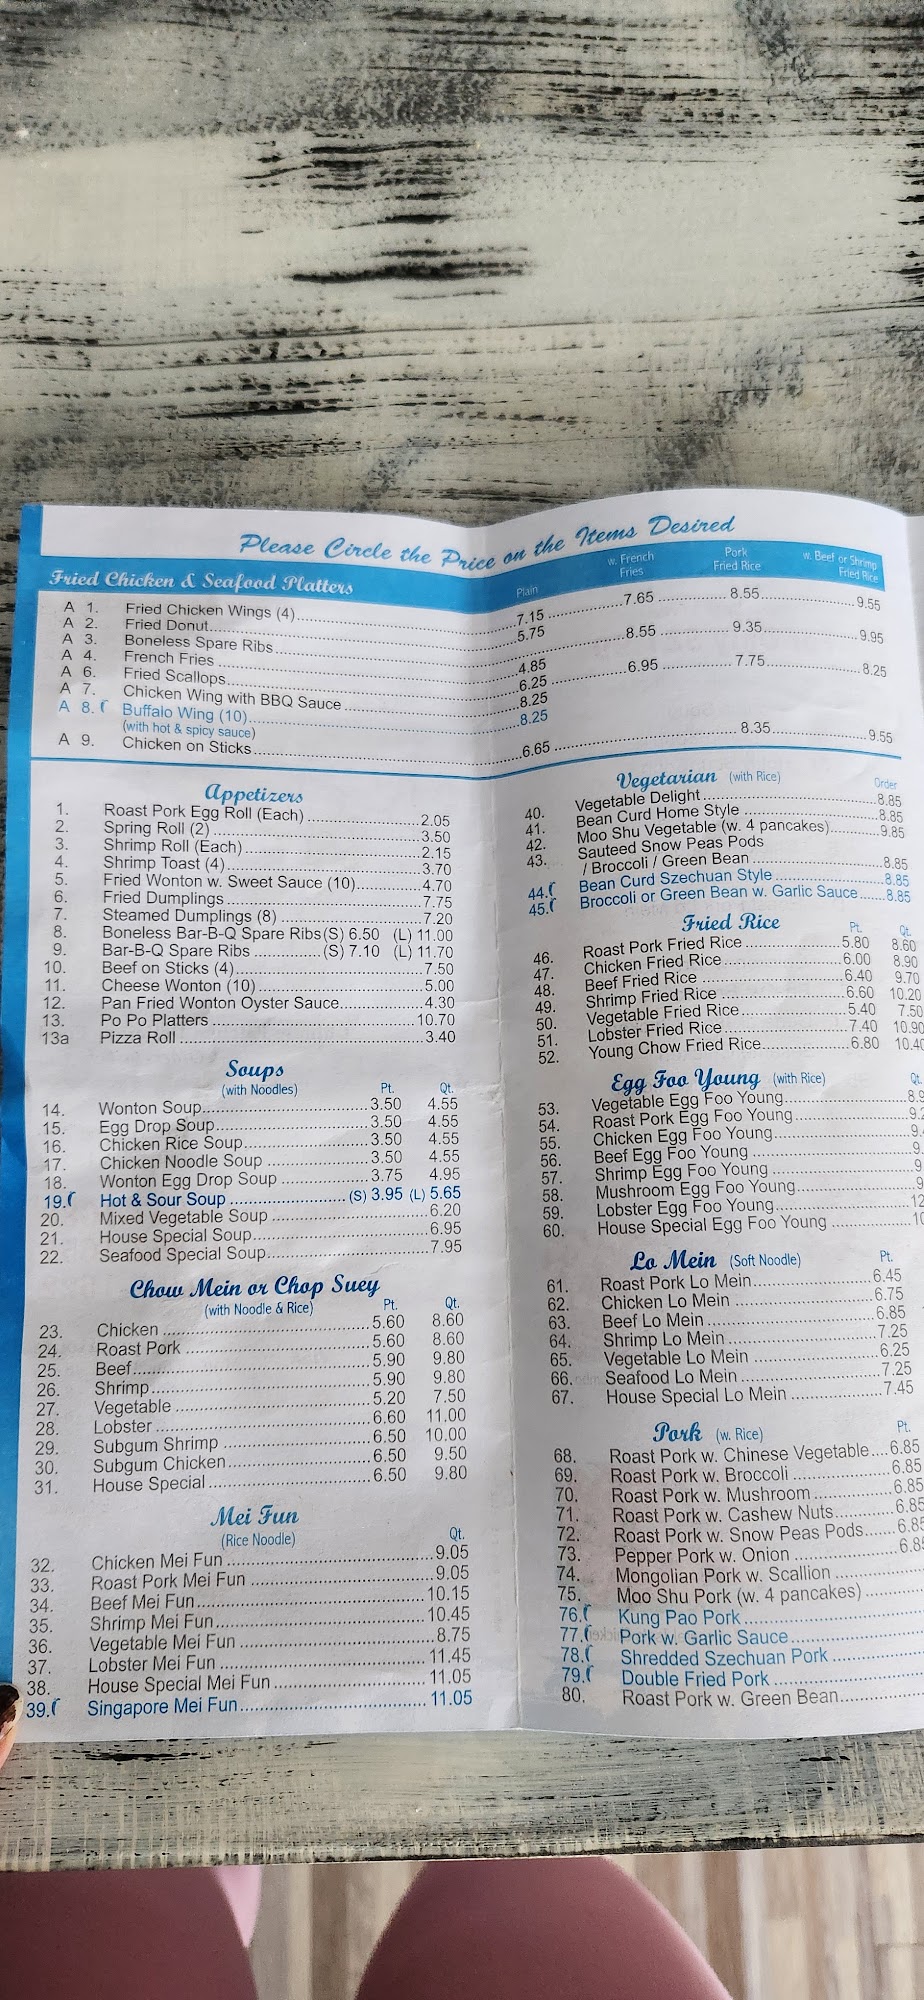 Please Circle the Price on the Items Desired
Fried Chicken & Seafood Platters Plain w. French Fries Pork Fried Rice w. Beef or Shrimp Fried Rice
A 1. Fried Chicken Wings (4) 7.15 7.65 8.55 9.55
A 2. Fried Donut 5.75
A 3. Boneless Spare Ribs 8.55 9.35 9.95
A 4. French Fries 4.85
A 6. Fried Scallops 6.25 6.95 7.75 8.25
A 7. Chicken Wing with BBQ Sauce 8.25
A 8. Buffalo Wing (10) 8.25
(with hot & spicy sauce)
A 9. Chicken on Sticks 6.65 8.35 9.55
Appetizers
1. Roast Pork Egg Roll (Each) 2.05
2. Spring Roll (2) 3.50
3. Shrimp Roll (Each) 2.15
4. Shrimp Toast (4) 3.70
5. Fried Wonton w. Sweet Sauce (10) 4.70
6. Fried Dumplings 7.75
7. Steamed Dumplings (8) 7.20
8. Boneless Bar-B-Q Spare Ribs (S) 6.50 (L) 11.00
9. Bar-B-Q Spare Ribs (S) 7.10 (L) 11.70
10. Beef on Sticks (4) 7.50
11. Cheese Wonton (10) 5.00
12. Pan Fried Wonton Oyster Sauce 4.30
13. Po Po Platters 10.70
13a Pizza Roll 3.40
Soups
(with Noodles) Pt. Qt.
14. Wonton Soup 3.50 4.55
15. Egg Drop Soup 3.50 4.55
16. Chicken Rice Soup 3.50 4.55
17. Chicken Noodle Soup 3.50 4.55
18. Wonton Egg Drop Soup 3.75 4.95
19. Hot & Sour Soup (S) 3.95 (L) 5.65
20. Mixed Vegetable Soup 6.20
21. House Special Soup 6.95
22. Seafood Special Soup 7.95
Chow Mein or Chop Suey
(with Noodle & Rice) Pt. Qt.
23. Chicken 5.60 8.60
24. Roast Pork 5.60 8.60
25. Beef 5.90 9.80
26. Shrimp 5.90 9.80
27. Vegetable 5.20 7.50
28. Lobster 6.60 11.00
29. Subgum Shrimp 6.50 10.00
30. Subgum Chicken 6.50 9.50
31. House Special 6.50 9.80
Mei Fun
(Rice Noodle) Qt.
32. Chicken Mei Fun 9.05
33. Roast Pork Mei Fun 9.05
34. Beef Mei Fun 10.15
35. Shrimp Mei Fun 10.45
36. Vegetable Mei Fun 8.75
37. Lobster Mei Fun 11.45
38. House Special Mei Fun 11.05
39. Singapore Mei Fun 11.05
Vegetarian (with Rice) Order
40. Vegetable Delight 8.85
41. Bean Curd Home Style 8.85
42. Moo Shu Vegetable (w. 4 pancakes) 9.85
43. Sauteed Snow Peas Pods
/ Broccoli / Green Bean 8.85
44. Bean Curd Szechuan Style 8.85
45. Broccoli or Green Bean w. Garlic Sauce 8.85
Fried Rice Pt. Qt.
46. Roast Pork Fried Rice 5.80 8.60
47. Chicken Fried Rice 6.00 8.90
48. Beef Fried Rice 6.40 9.70
49. Shrimp Fried Rice 6.60 10.20
50. Vegetable Fried Rice 5.40 7.50
51. Lobster Fried Rice 7.40 10.90
52. Young Chow Fried Rice 6.80 10.40
Egg Foo Young (with Rice) Qt.
53. Vegetable Egg Foo Young
54. Roast Pork Egg Foo Young
55. Chicken Egg Foo Young
56. Beef Egg Foo Young
57. Shrimp Egg Foo Young
58. Mushroom Egg Foo Young
59. Lobster Egg Foo Young
60. House Special Egg Foo Young
Lo Mein (Soft Noodle) Pt.
61. Roast Pork Lo Mein 6.45
62. Chicken Lo Mein 6.75
63. Beef Lo Mein 6.85
64. Shrimp Lo Mein 7.25
65. Vegetable Lo Mein 6.25
66. Seafood Lo Mein 7.25
67. House Special Lo Mein 7.45
Pork (w. Rice) Pt.
68. Roast Pork w. Chinese Vegetable 6.85
69. Roast Pork w. Broccoli 6.85
70. Roast Pork w. Mushroom 6.85
71. Roast Pork w. Cashew Nuts 6.85
72. Roast Pork w. Snow Peas Pods 6.85
73. Pepper Pork w. Onion 6.85
74. Mongolian Pork w. Scallion
75. Moo Shu Pork (w. 4 pancakes)
76. Kung Pao Pork
77. Pork w. Garlic Sauce
78. Shredded Szechuan Pork
79. Double Fried Pork
80. Roast Pork w. Green Bean